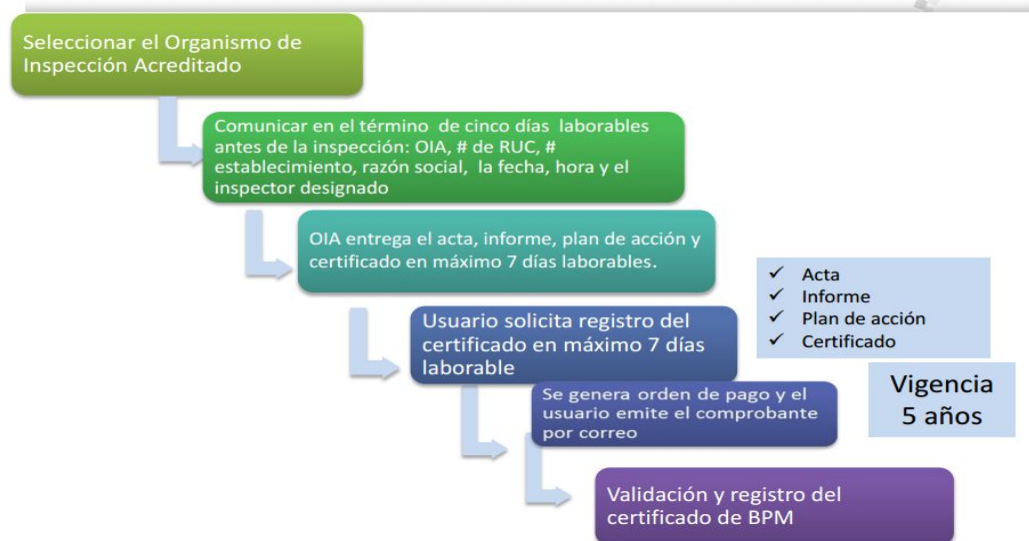 Seleccionar el Organismo de
Inspección Acreditado
Comunicar en el término de cinco días laborables
antes de la inspección: OIA, # de RUC, #
establecimiento, razón social, la fecha, hora y el
inspector designado
OIA entrega el acta, informe, plan de acción y
certificado en máximo 7 días laborables.
✓ Acta
✓ Informe
✓ Plan de acción
✓ Certificado
Usuario solicita registro del
certificado en máximo 7 días
laborable
Vigencia
5 años
Se genera orden de pago y el
usuario emite el comprobante
por correo
Validación y registro del
certificado de BPM